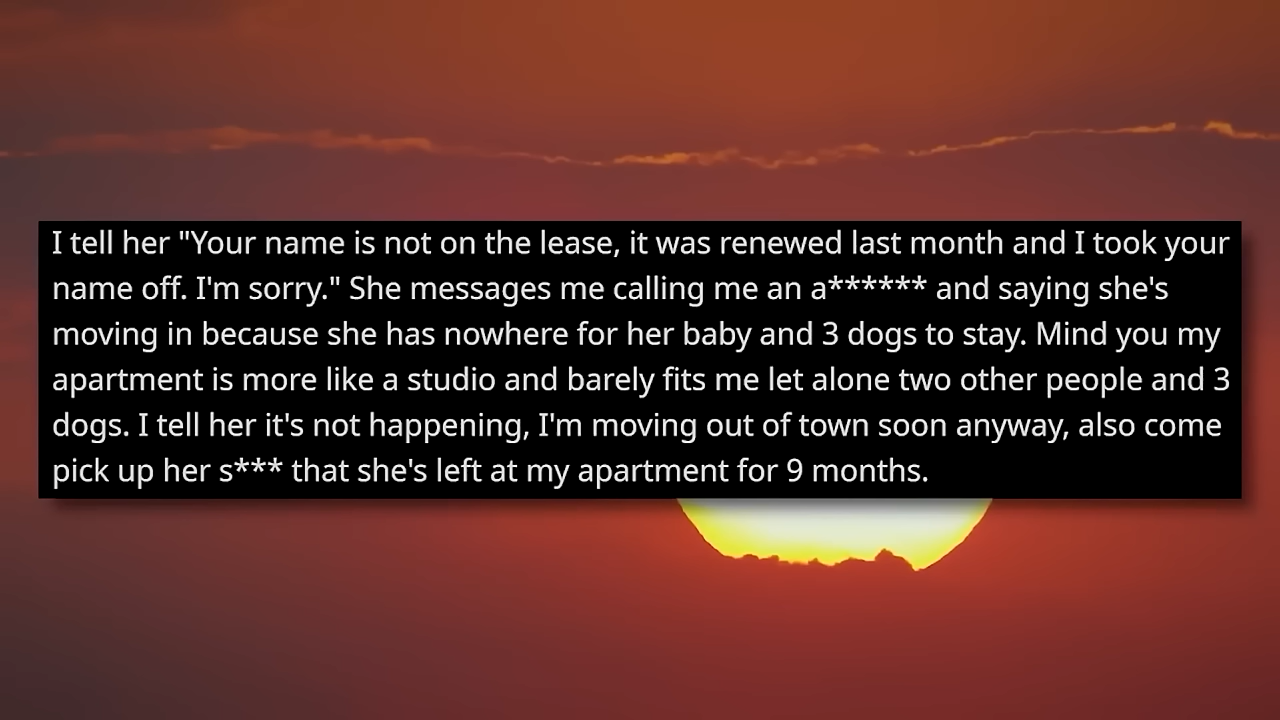 I tell her "Your name is not on the lease, it was renewed last month and I took your
name off. I'm sorry." She messages me calling me an a****** and saying she's
moving in because she has nowhere for her baby and 3 dogs to stay. Mind you my
apartment is more like a studio and barely fits me let alone two other people and 3
dogs. I tell her it's not happening, I'm moving out of town soon anyway, also come
pick up her s*** that she's left at my apartment for 9 months.